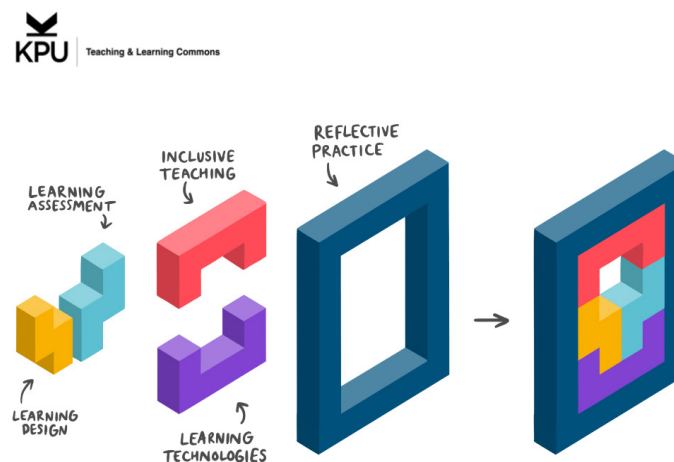 KPU
Teaching & Learning Commons
REFLECTIVE
PRACTICE
INCLUSIVE
TEACHING
LEARNING
ASSESSMENT
LEARNING
DESIGN
LEARNING
TECHNOLOGIES